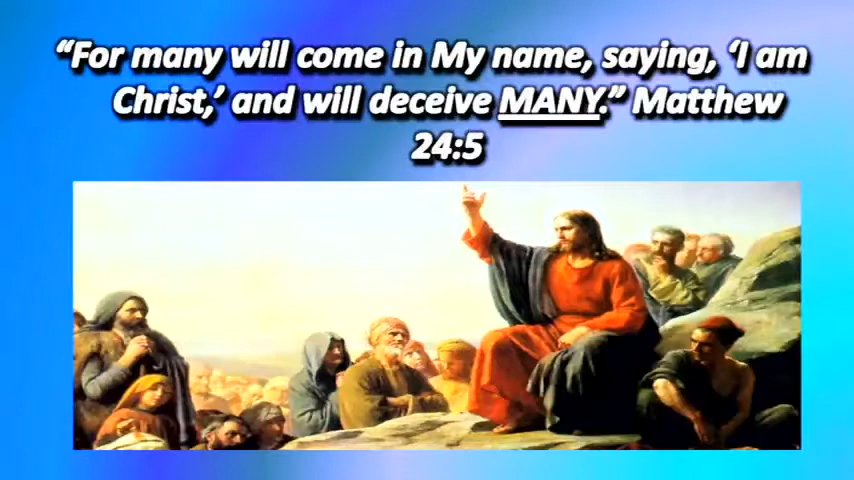 “For many will come in My name, saying, ‘I am
Christ,’ and will deceive MANY.” Matthew
24:5